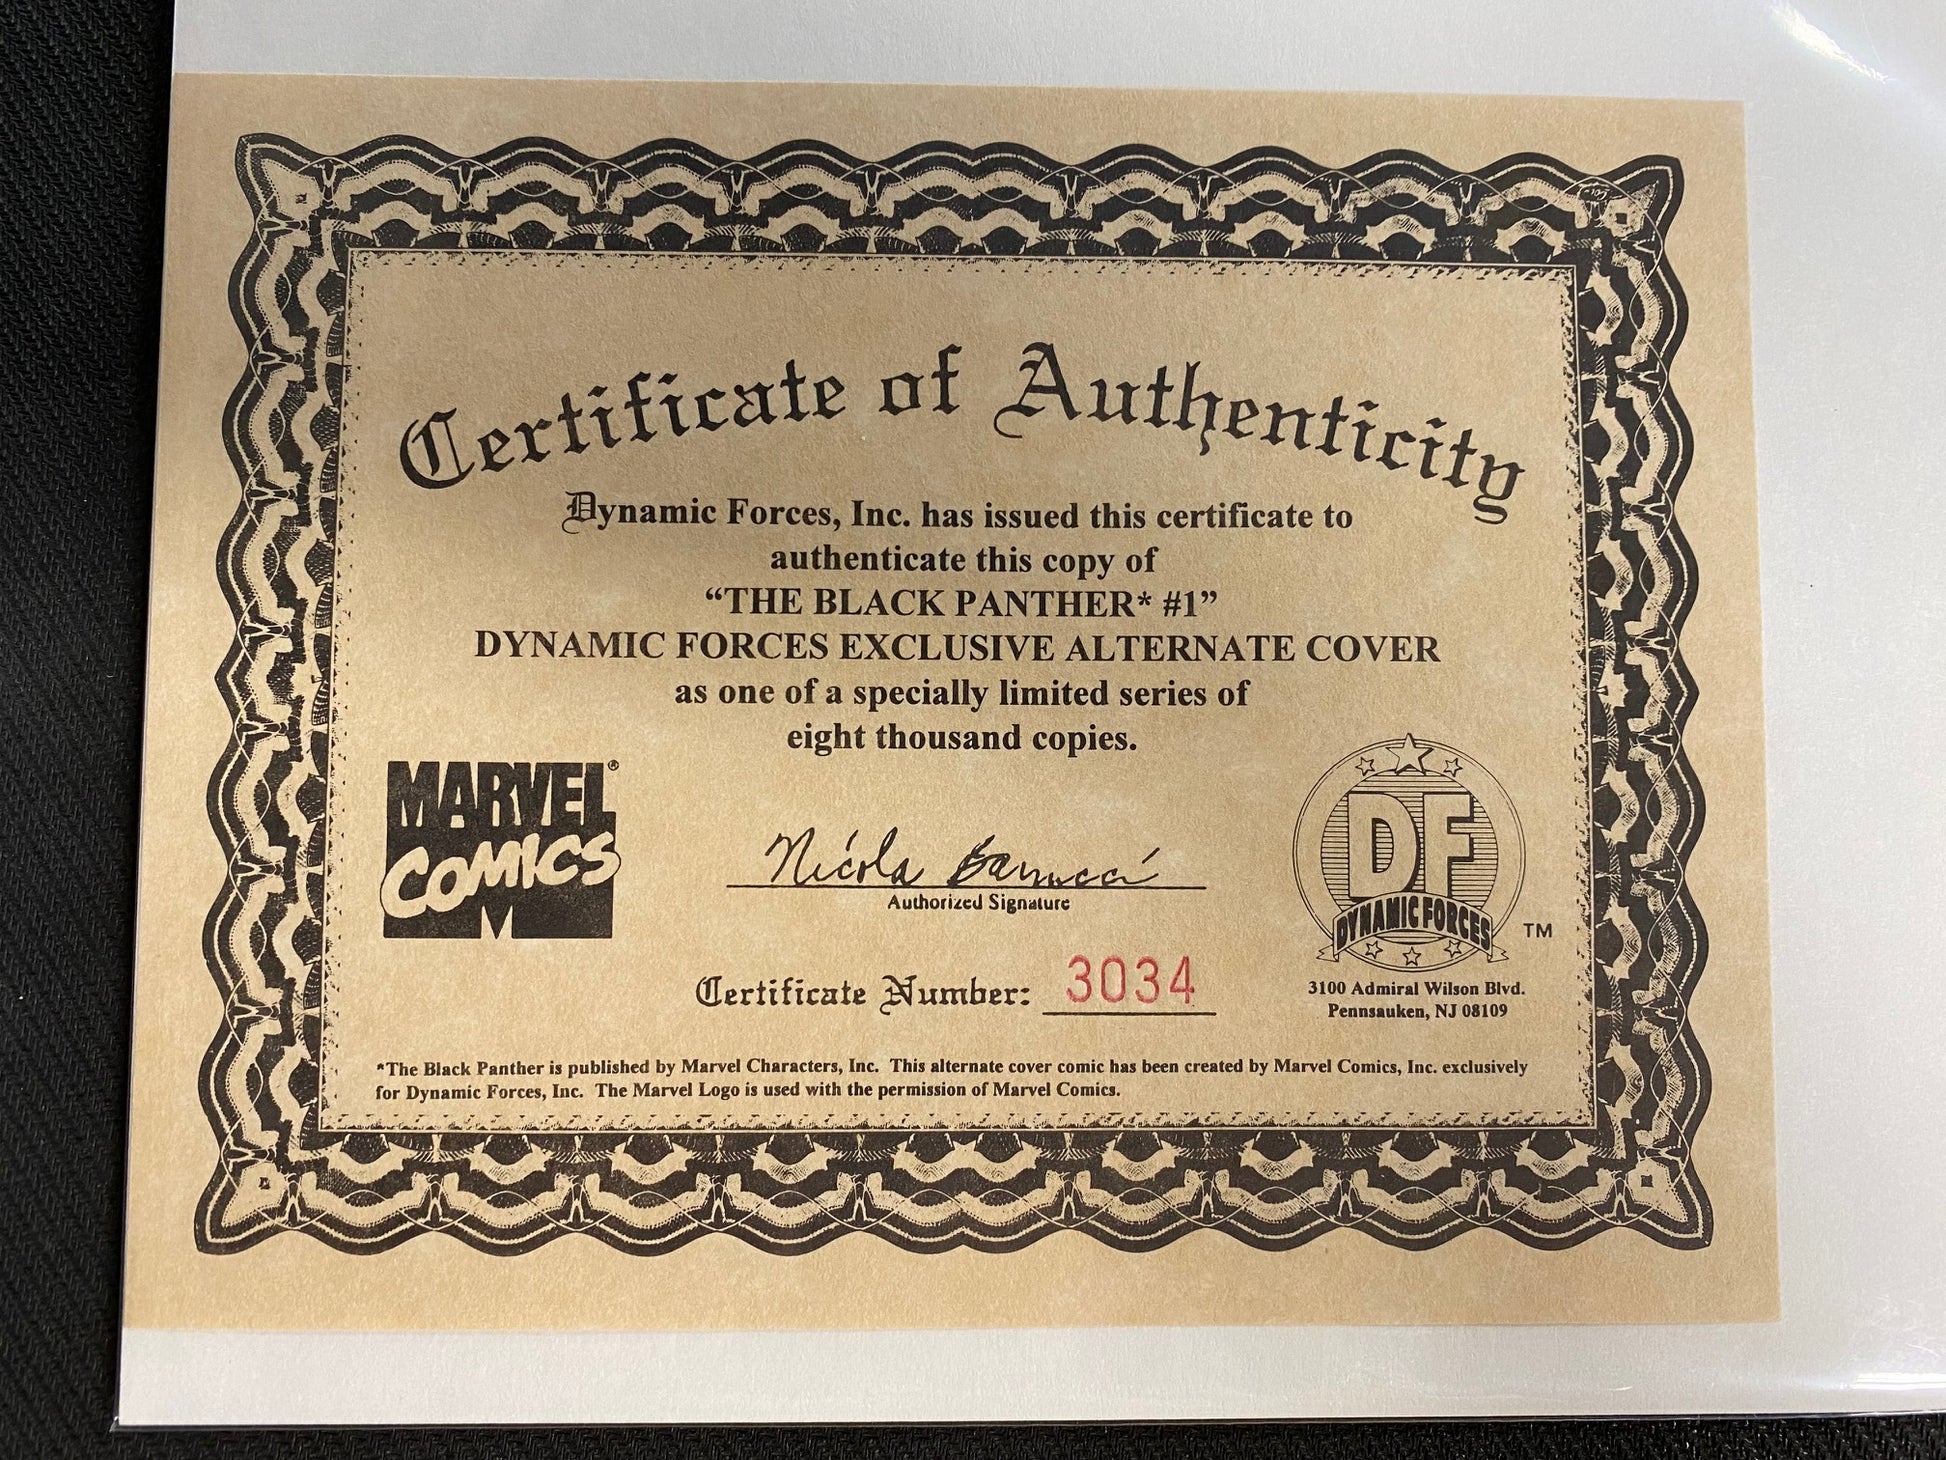 Certificate of Authenticity
Dynamic Forces, Inc. has issued this certificate to
authenticate this copy of
“THE BLACK PANTHER* #1”
DYNAMIC FORCES EXCLUSIVE ALTERNATE COVER
as one of a specially limited series of
eight thousand copies.
MARVEL®
COMICS
Nicola Barrucci
Authorized Signature
DF
DYNAMIC FORCES
TM
3100 Admiral Wilson Blvd.
Pennsauken, NJ 08109
Certificate Number: 3034
*The Black Panther is published by Marvel Characters, Inc. This alternate cover comic has been created by Marvel Comics, Inc. exclusively
for Dynamic Forces, Inc. The Marvel Logo is used with the permission of Marvel Comics.